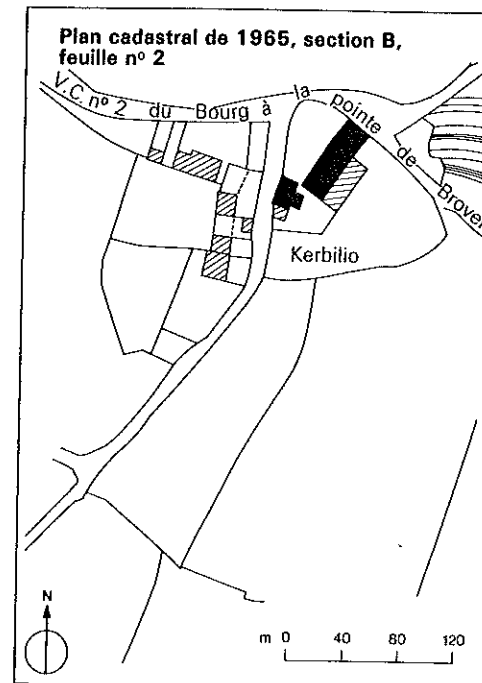 Plan cadastral de 1965, section B,
feuille nº 2
V.C. nº 2 du Bourg à la pointe de Brovel
Kerbilio
N
m 0 40 80 120